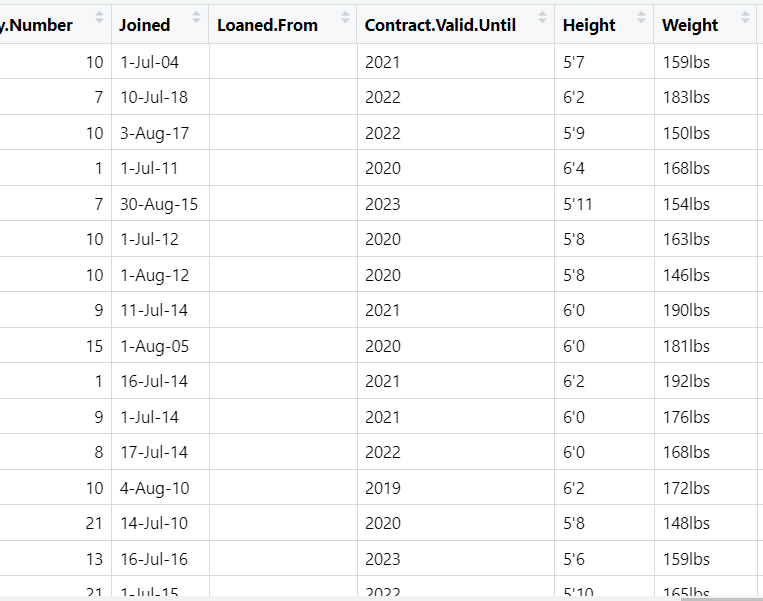 y.Number Joined Loaned.From Contract.Valid.Until Height Weight
10 1-Jul-04 2021 5'7 159lbs
7 10-Jul-18 2022 6'2 183lbs
10 3-Aug-17 2022 5'9 150lbs
1 1-Jul-11 2020 6'4 168lbs
7 30-Aug-15 2023 5'11 154lbs
10 1-Jul-12 2020 5'8 163lbs
10 1-Aug-12 2020 5'8 146lbs
9 11-Jul-14 2021 6'0 190lbs
15 1-Aug-05 2020 6'0 181lbs
1 16-Jul-14 2021 6'2 192lbs
9 1-Jul-14 2021 6'0 176lbs
8 17-Jul-14 2022 6'0 168lbs
10 4-Aug-10 2019 6'2 172lbs
21 14-Jul-10 2020 5'8 148lbs
13 16-Jul-16 2023 5'6 159lbs
21 1-Jul-15 2022 5'10 165lbs